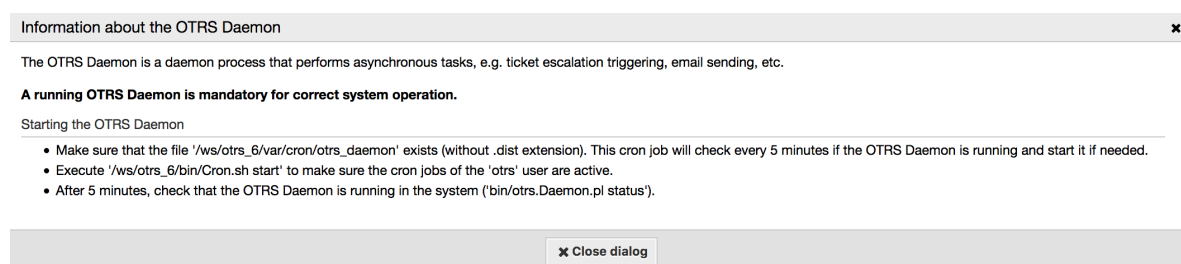 Information about the OTRS Daemon
The OTRS Daemon is a daemon process that performs asynchronous tasks, e.g. ticket escalation triggering, email sending, etc.
A running OTRS Daemon is mandatory for correct system operation.
Starting the OTRS Daemon
• Make sure that the file '/ws/otrs_6/var/cron/otrs_daemon' exists (without .dist extension). This cron job will check every 5 minutes if the OTRS Daemon is running and start it if needed.
• Execute '/ws/otrs_6/bin/Cron.sh start' to make sure the cron jobs of the 'otrs' user are active.
• After 5 minutes, check that the OTRS Daemon is running in the system ('bin/otrs.Daemon.pl status').
Close dialog